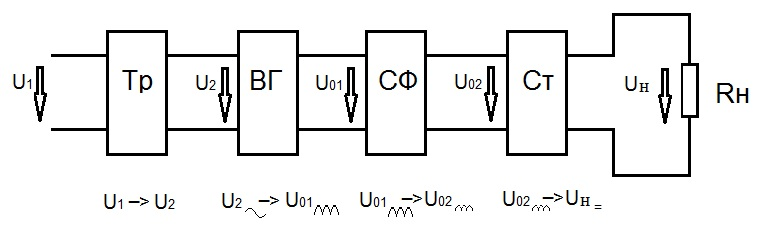 U1 Тр U2 ВГ U01 СФ U02 Ст Uн Rн
U1 –> U2 U2 –> U01 U01 –> U02 U02 –> Uн =